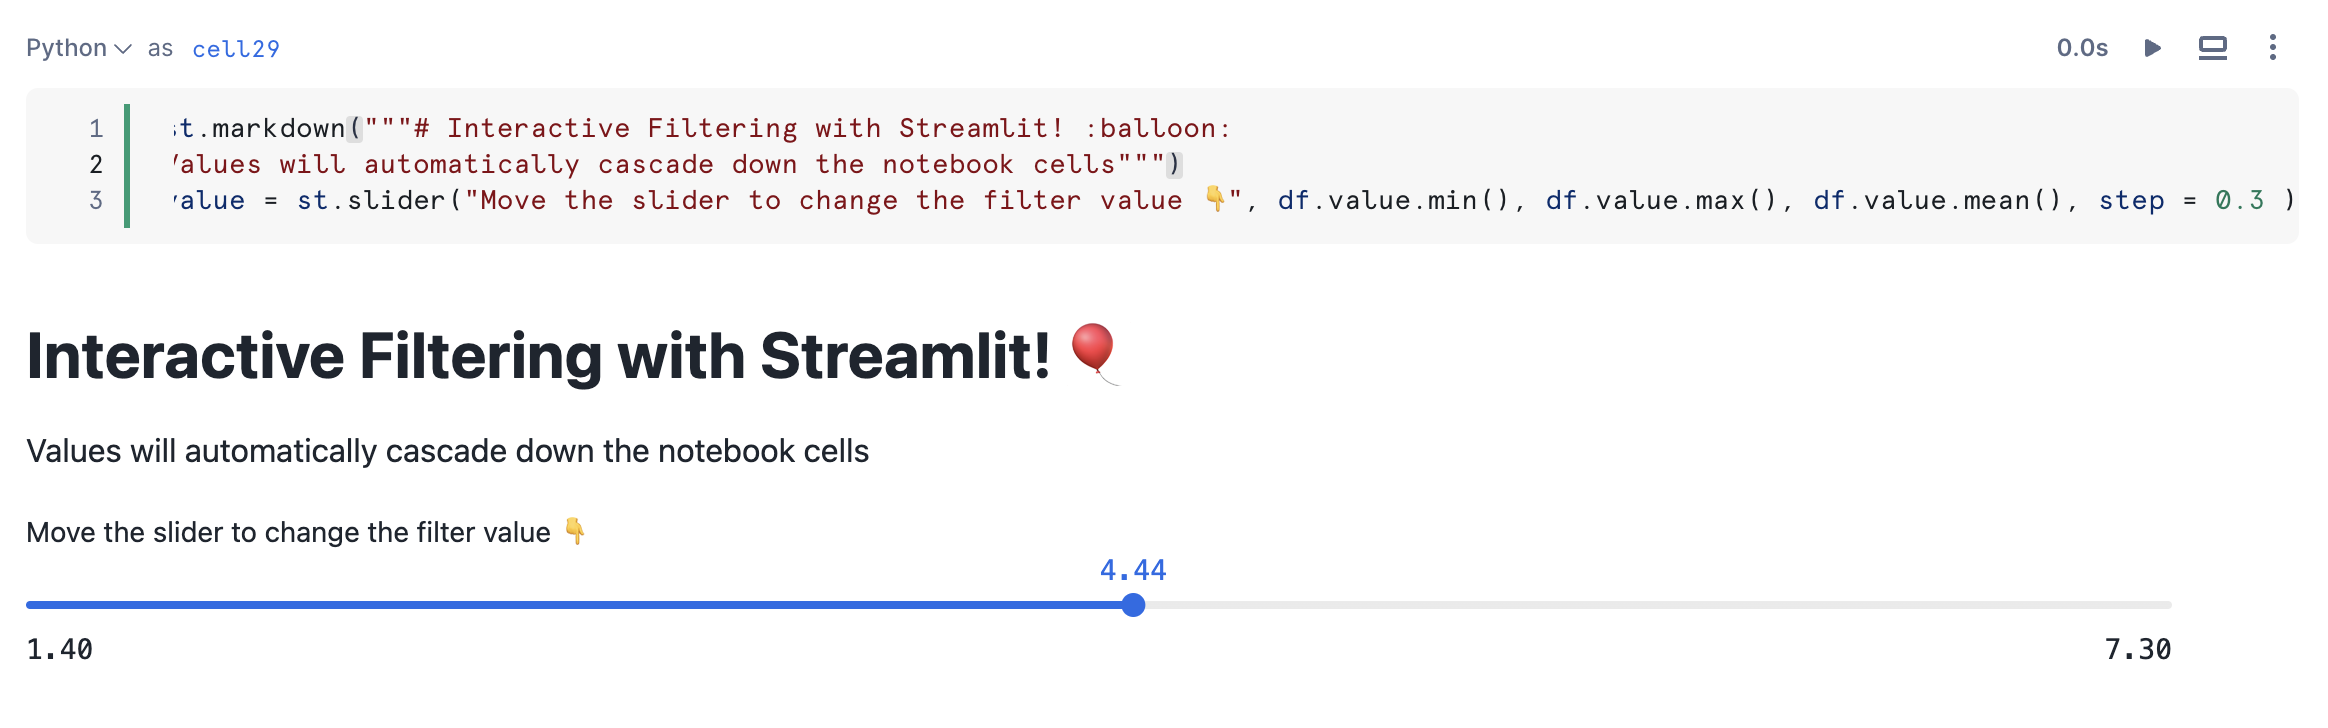 Python as cell29 0.0s
1 st.markdown("""# Interactive Filtering with Streamlit! :balloon:
2 Values will automatically cascade down the notebook cells""")
3 value = st.slider("Move the slider to change the filter value 👇", df.value.min(), df.value.max(), df.value.mean(), step = 0.3 )
Interactive Filtering with Streamlit! 🎈
Values will automatically cascade down the notebook cells
Move the slider to change the filter value 👇
4.44
1.40 7.30